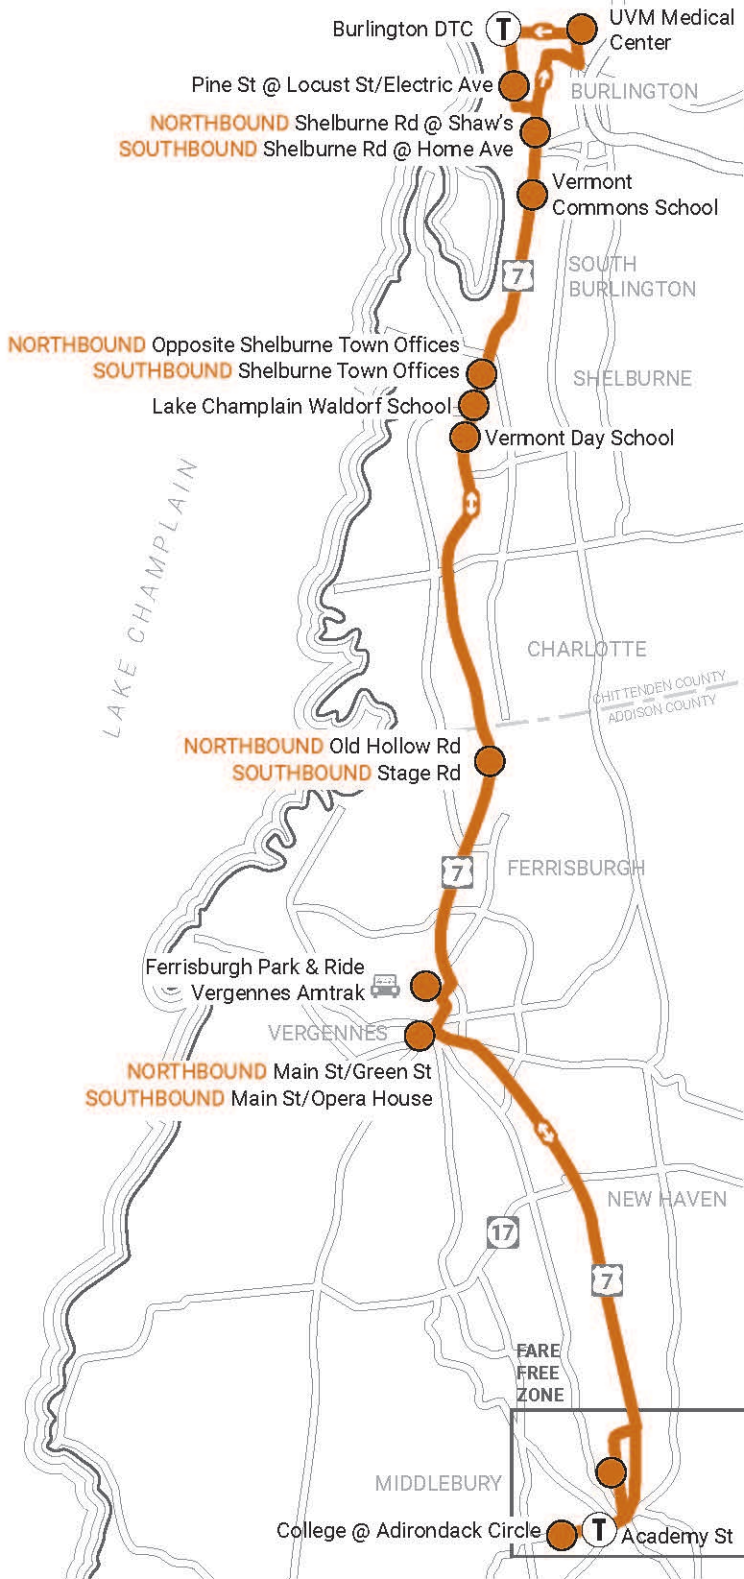 Burlington DTC
T
UVM Medical
Center
Pine St @ Locust St/Electric Ave
BURLINGTON
NORTHBOUND Shelburne Rd @ Shaw's
SOUTHBOUND Shelburne Rd @ Home Ave
Vermont
Commons School
7
SOUTH
BURLINGTON
NORTHBOUND Opposite Shelburne Town Offices
SOUTHBOUND Shelburne Town Offices
SHELBURNE
Lake Champlain Waldorf School
Vermont Day School
LAKE CHAMPLAIN
CHARLOTTE
CHITTENDEN COUNTY
ADDISON COUNTY
NORTHBOUND Old Hollow Rd
SOUTHBOUND Stage Rd
7
FERRISBURGH
Ferrisburgh Park & Ride
Vergennes Amtrak
VERGENNES
NORTHBOUND Main St/Green St
SOUTHBOUND Main St/Opera House
NEW HAVEN
17
7
FARE
FREE
ZONE
MIDDLEBURY
College @ Adirondack Circle
T
Academy St